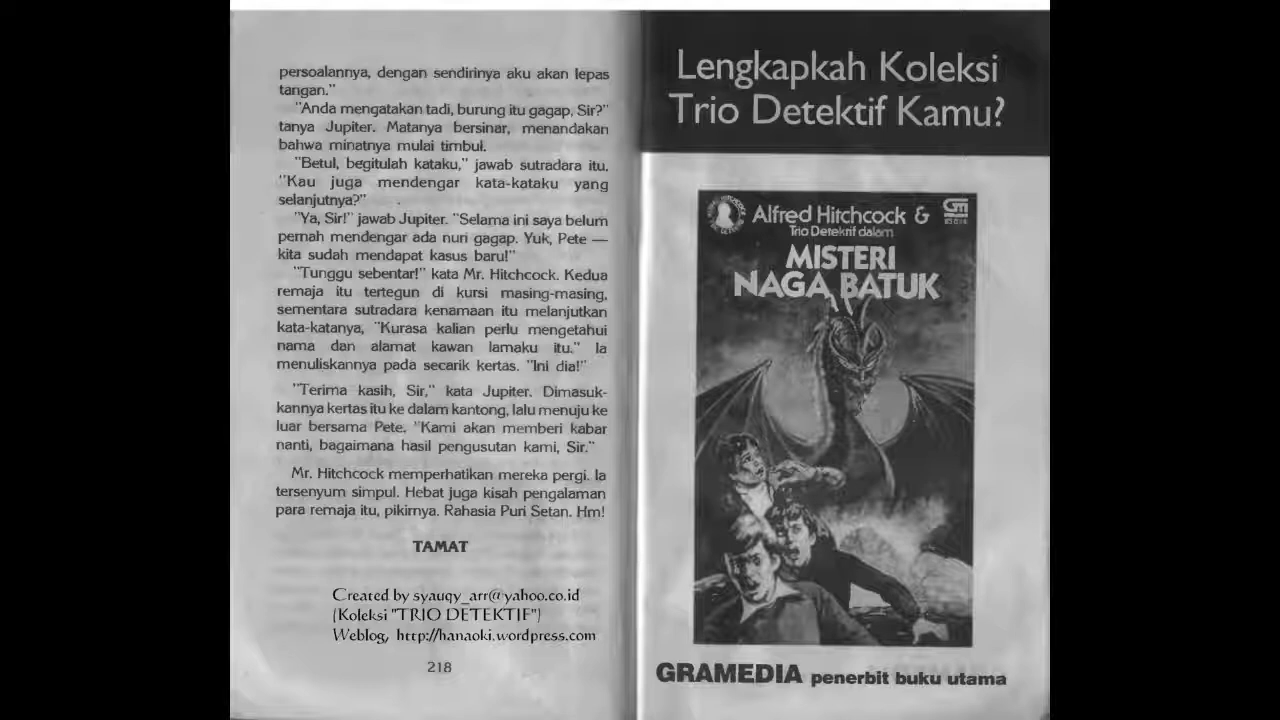 persoalannya, dengan sendirinya aku akan lepas
tangan."
"Anda mengatakan tadi, burung itu gagap, Sir?"
tanya Jupiter. Matanya bersinar, menandakan
bahwa minatnya mulai timbul.
"Betul, begitulah kataku," jawab sutradara itu.
"Kau juga mendengar kata-kataku yang
selanjutnya?"
"Ya, Sir!" jawab Jupiter. "Selama ini saya belum
pernah mendengar ada nuri gagap. Yuk, Pete —
kita sudah mendapat kasus baru!"
"Tunggu sebentar!" kata Mr. Hitchcock. Kedua
remaja itu tertegun di kursi masing-masing,
sementara sutradara kenamaan itu melanjutkan
kata-katanya, "Kurasa kalian perlu mengetahui
nama dan alamat kawan lamaku itu." Ia
menuliskannya pada secarik kertas. "Ini dia!"
"Terima kasih, Sir," kata Jupiter. Dimasuk-
kannya kertas itu ke dalam kantong, lalu menuju ke
luar bersama Pete. "Kami akan memberi kabar
nanti, bagaimana hasil pengusutan kami, Sir."
Mr. Hitchcock memperhatikan mereka pergi. Ia
tersenyum simpul. Hebat juga kisah pengalaman
para remaja itu, pikirnya. Rahasia Puri Setan. Hm!
TAMAT
Created by syauqy_arr@yahoo.co.id
(Koleksi "TRIO DETEKTIF")
Weblog, http://hanaoki.wordpress.com
218
Lengkapkah Koleksi
Trio Detektif Kamu?
Alfred Hitchcock &
Trio Detektif dalam
MISTERI
NAGA BATUK
GRAMEDIA penerbit buku utama